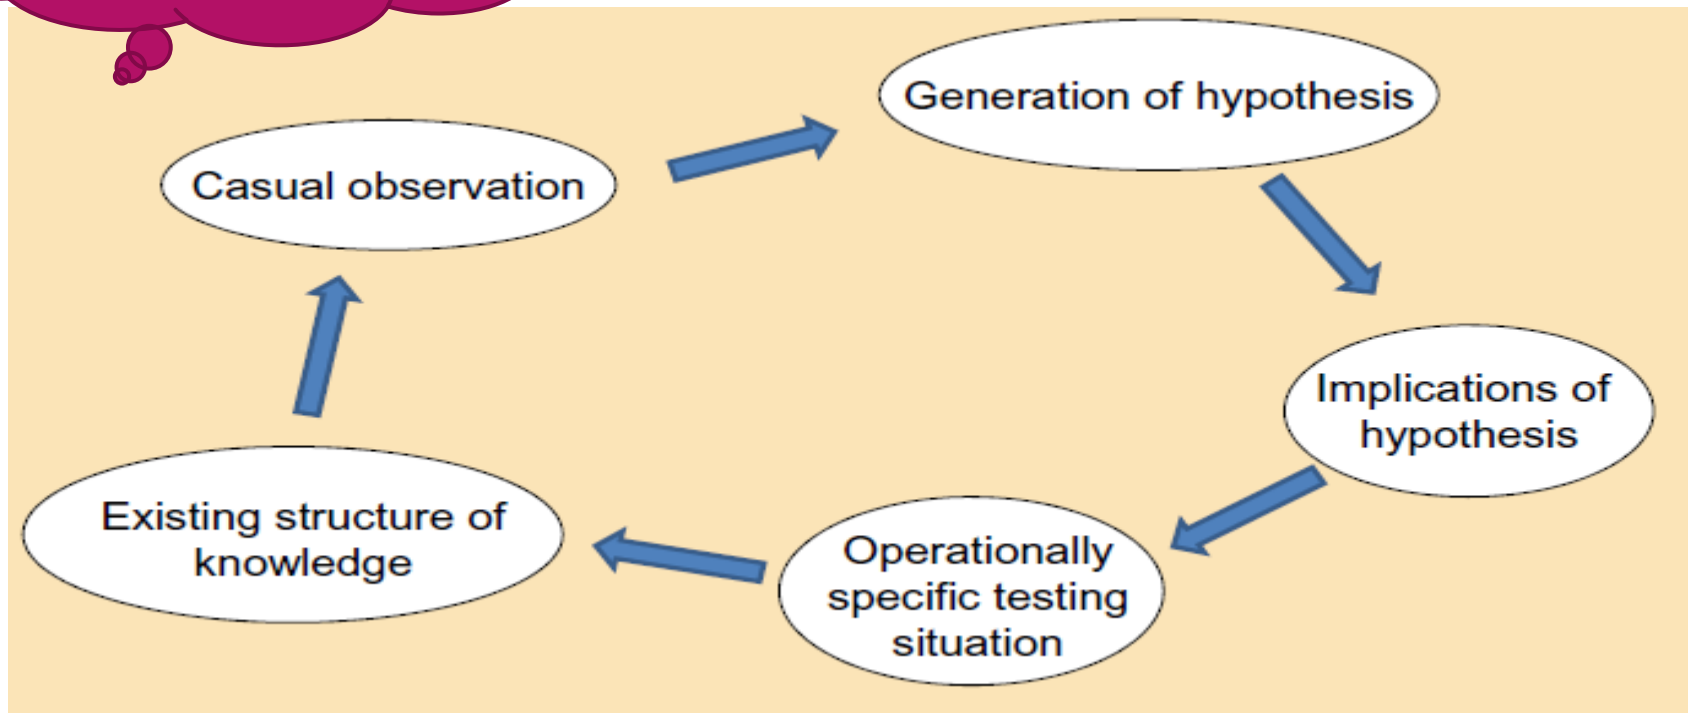 Generation of hypothesis
Casual observation
Implications of
hypothesis
Existing structure of
knowledge
Operationally
specific testing
situation